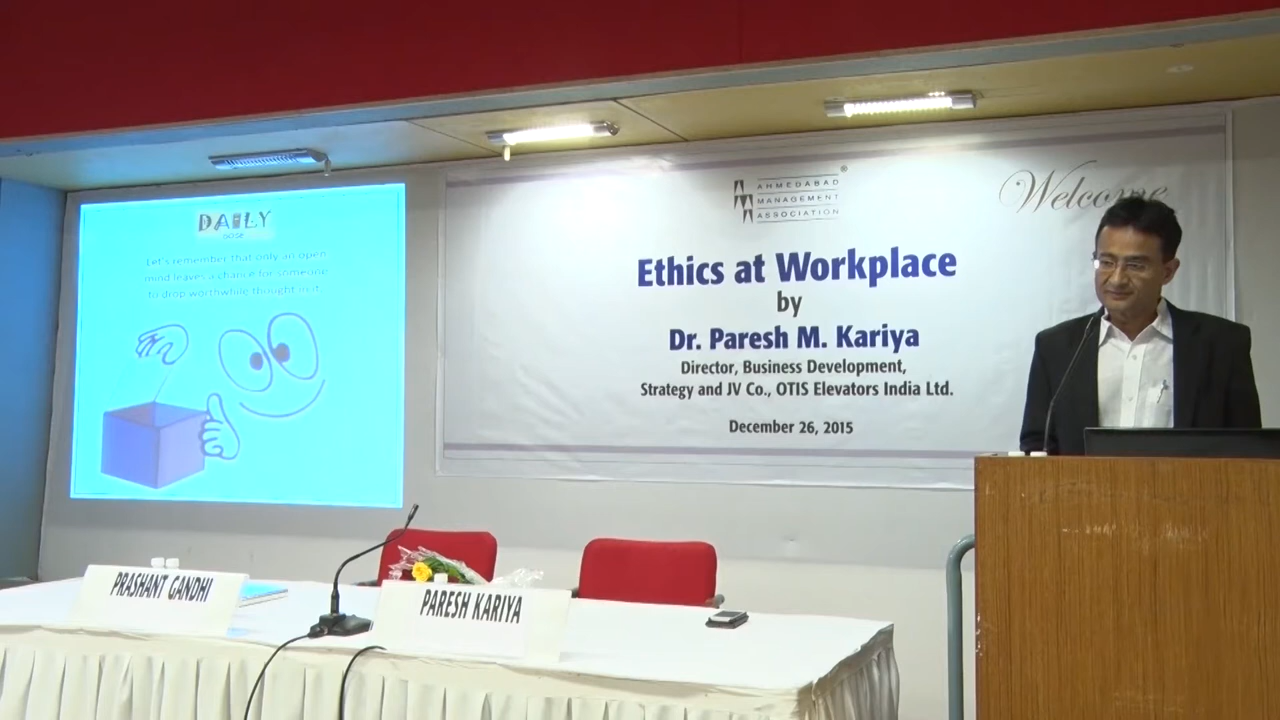 DAILY
DOSE
Let's remember that only an open
mind leaves a chance for someone
to drop worthwhile thought in it.
AHMEDABAD
MANAGEMENT
ASSOCIATION
®
Welcome
Ethics at Workplace
by
Dr. Paresh M. Kariya
Director, Business Development,
Strategy and JV Co., OTIS Elevators India Ltd.
December 26, 2015
PRASHANT GANDHI
PARESH KARIYA